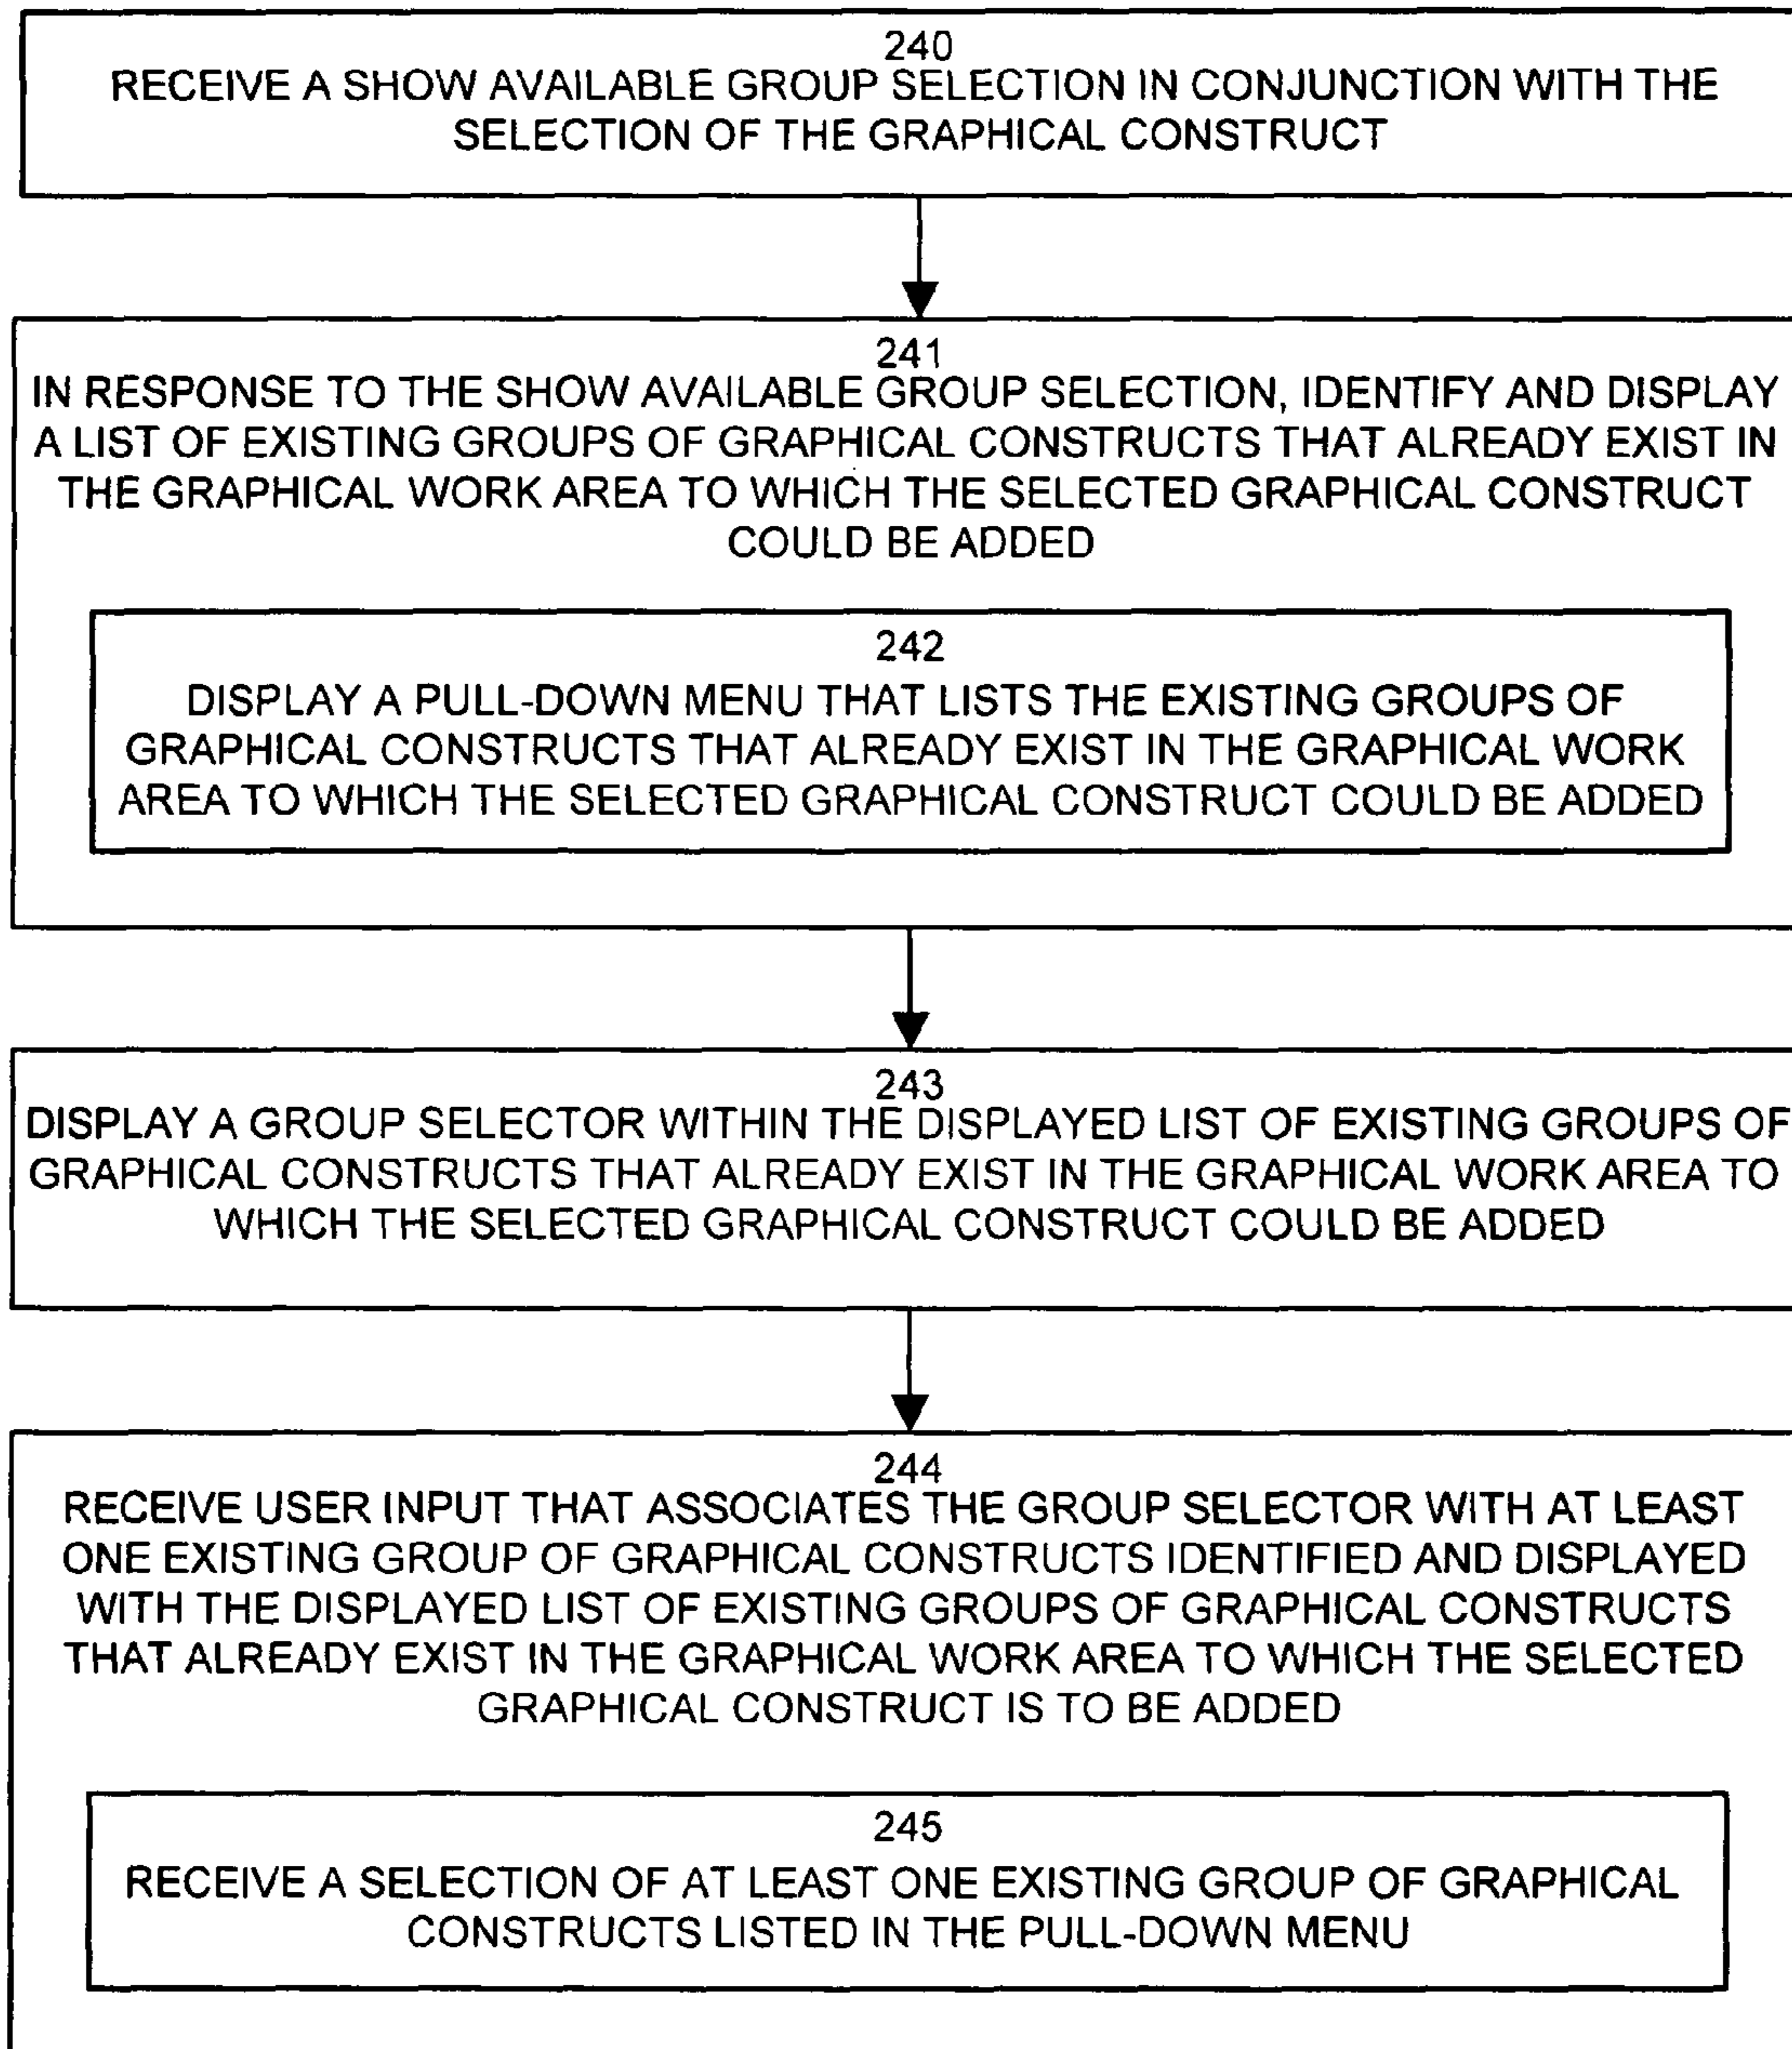 240
RECEIVE A SHOW AVAILABLE GROUP SELECTION IN CONJUNCTION WITH THE
SELECTION OF THE GRAPHICAL CONSTRUCT
241
IN RESPONSE TO THE SHOW AVAILABLE GROUP SELECTION, IDENTIFY AND DISPLAY
A LIST OF EXISTING GROUPS OF GRAPHICAL CONSTRUCTS THAT ALREADY EXIST IN
THE GRAPHICAL WORK AREA TO WHICH THE SELECTED GRAPHICAL CONSTRUCT
COULD BE ADDED
242
DISPLAY A PULL-DOWN MENU THAT LISTS THE EXISTING GROUPS OF
GRAPHICAL CONSTRUCTS THAT ALREADY EXIST IN THE GRAPHICAL WORK
AREA TO WHICH THE SELECTED GRAPHICAL CONSTRUCT COULD BE ADDED
243
DISPLAY A GROUP SELECTOR WITHIN THE DISPLAYED LIST OF EXISTING GROUPS OF
GRAPHICAL CONSTRUCTS THAT ALREADY EXIST IN THE GRAPHICAL WORK AREA TO
WHICH THE SELECTED GRAPHICAL CONSTRUCT COULD BE ADDED
244
RECEIVE USER INPUT THAT ASSOCIATES THE GROUP SELECTOR WITH AT LEAST
ONE EXISTING GROUP OF GRAPHICAL CONSTRUCTS IDENTIFIED AND DISPLAYED
WITH THE DISPLAYED LIST OF EXISTING GROUPS OF GRAPHICAL CONSTRUCTS
THAT ALREADY EXIST IN THE GRAPHICAL WORK AREA TO WHICH THE SELECTED
GRAPHICAL CONSTRUCT IS TO BE ADDED
245
RECEIVE A SELECTION OF AT LEAST ONE EXISTING GROUP OF GRAPHICAL
CONSTRUCTS LISTED IN THE PULL-DOWN MENU